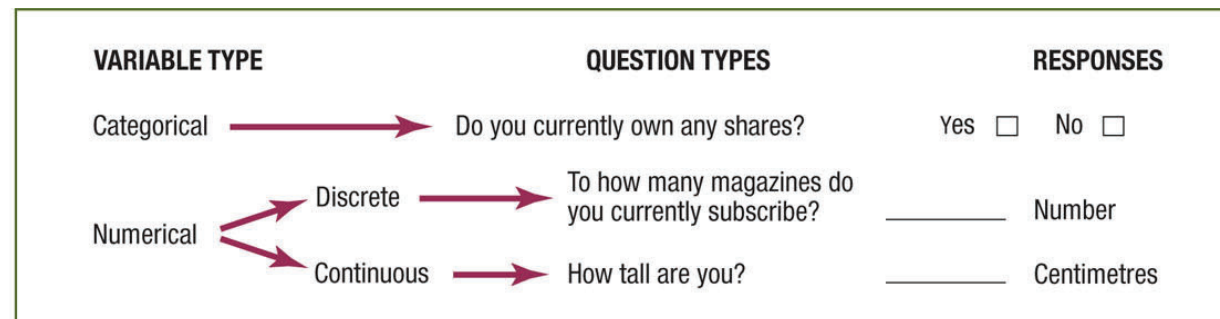 VARIABLE TYPE QUESTION TYPES RESPONSES
Categorical Do you currently own any shares? Yes No
Numerical
Discrete To how many magazines do
you currently subscribe? Number
Continuous How tall are you? Centimetres